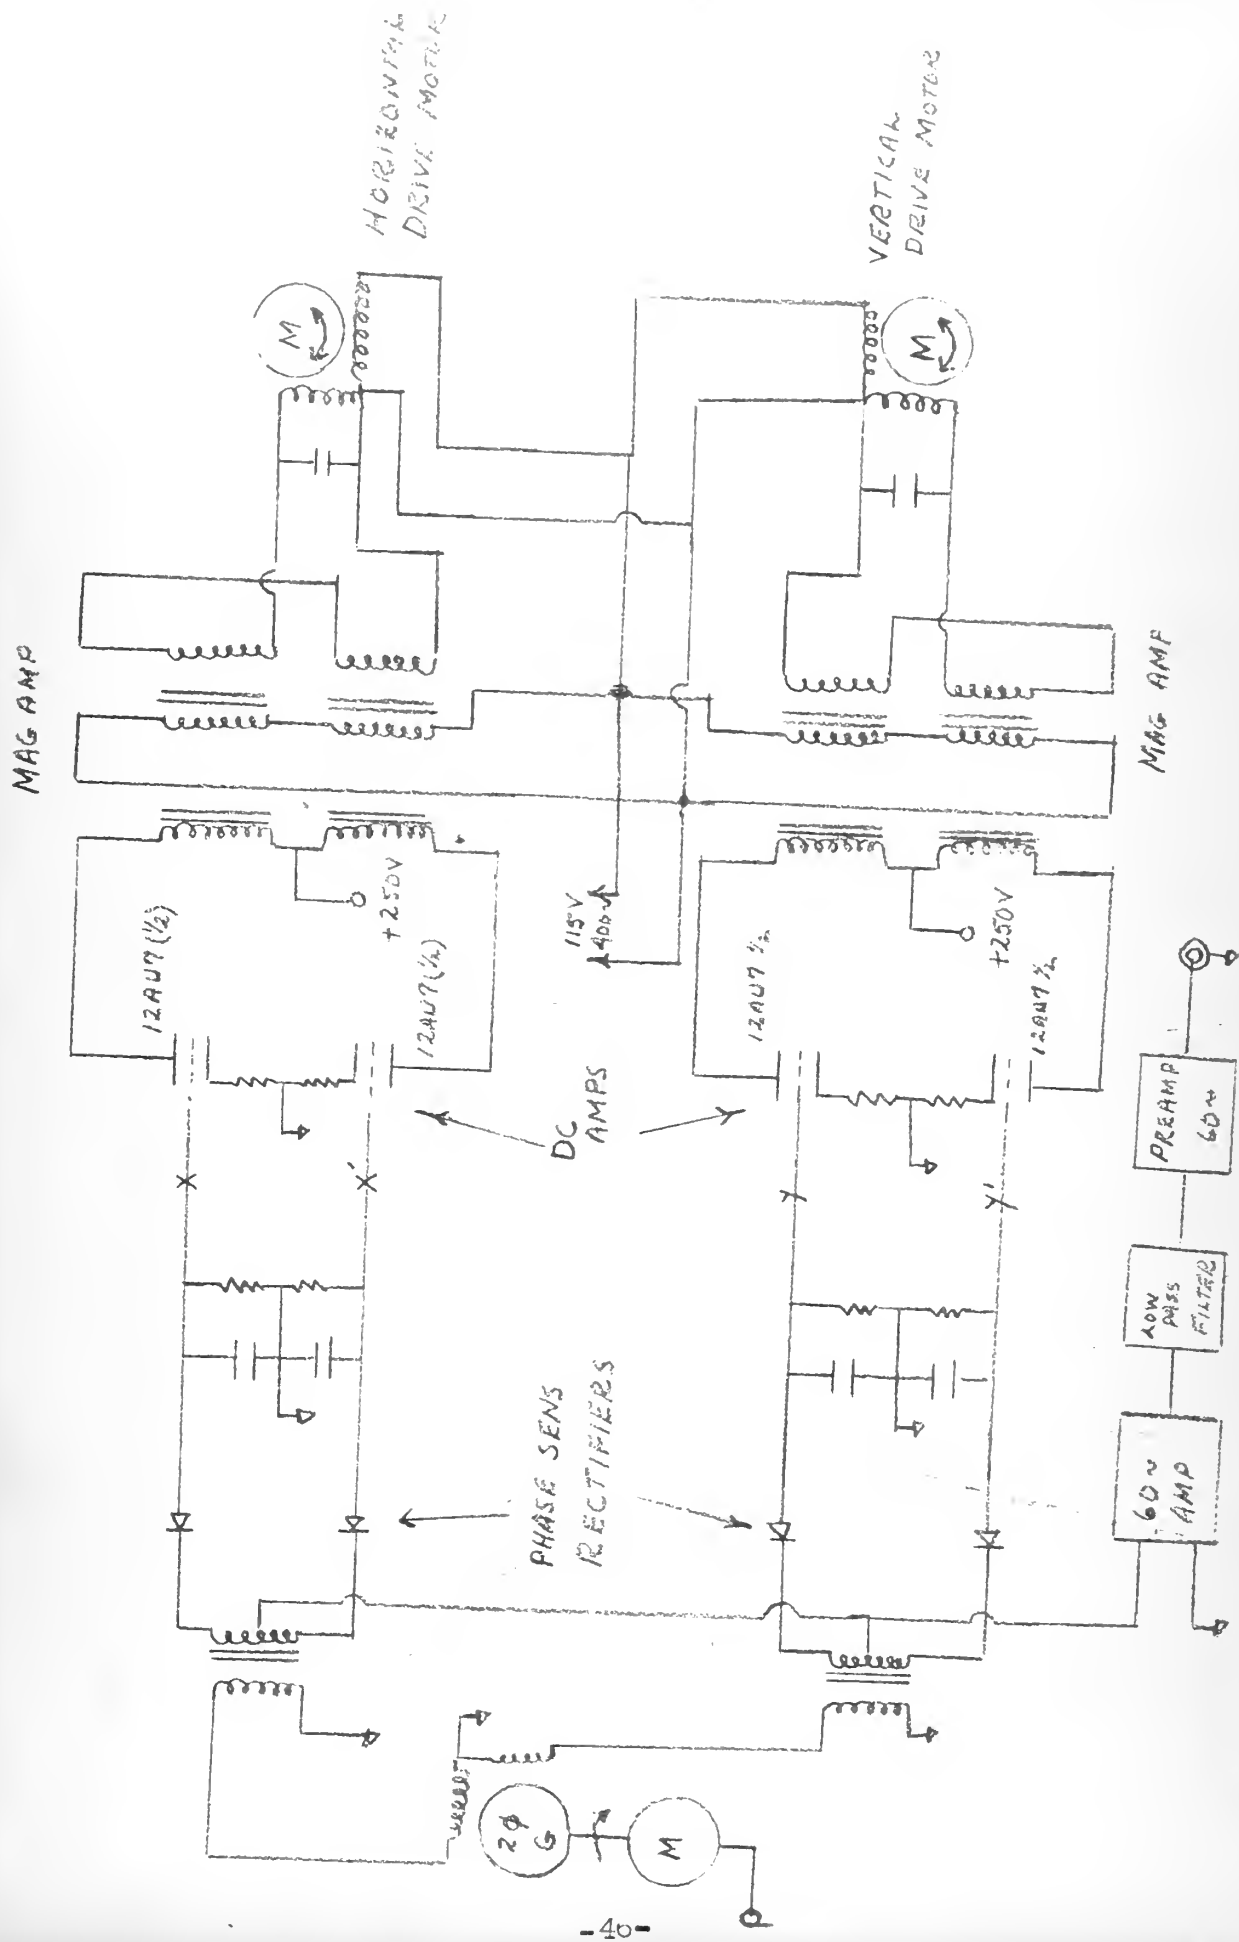 MAG AMP
HORIZONTAL
DRIVE MOTOR
M
12AU7 (½)
+250V
12AU7 (½)
X
X'
DC
AMPS
115V
400~
PHASE SENS
RECTIFIERS
VERTICAL
DRIVE MOTOR
M
MAG AMP
12AU7 ½
+250V
12AU7 ½
Y
Y'
PREAMP
60~
LOW
PASS
FILTER
60~
AMP
2φ
G
M
-46-